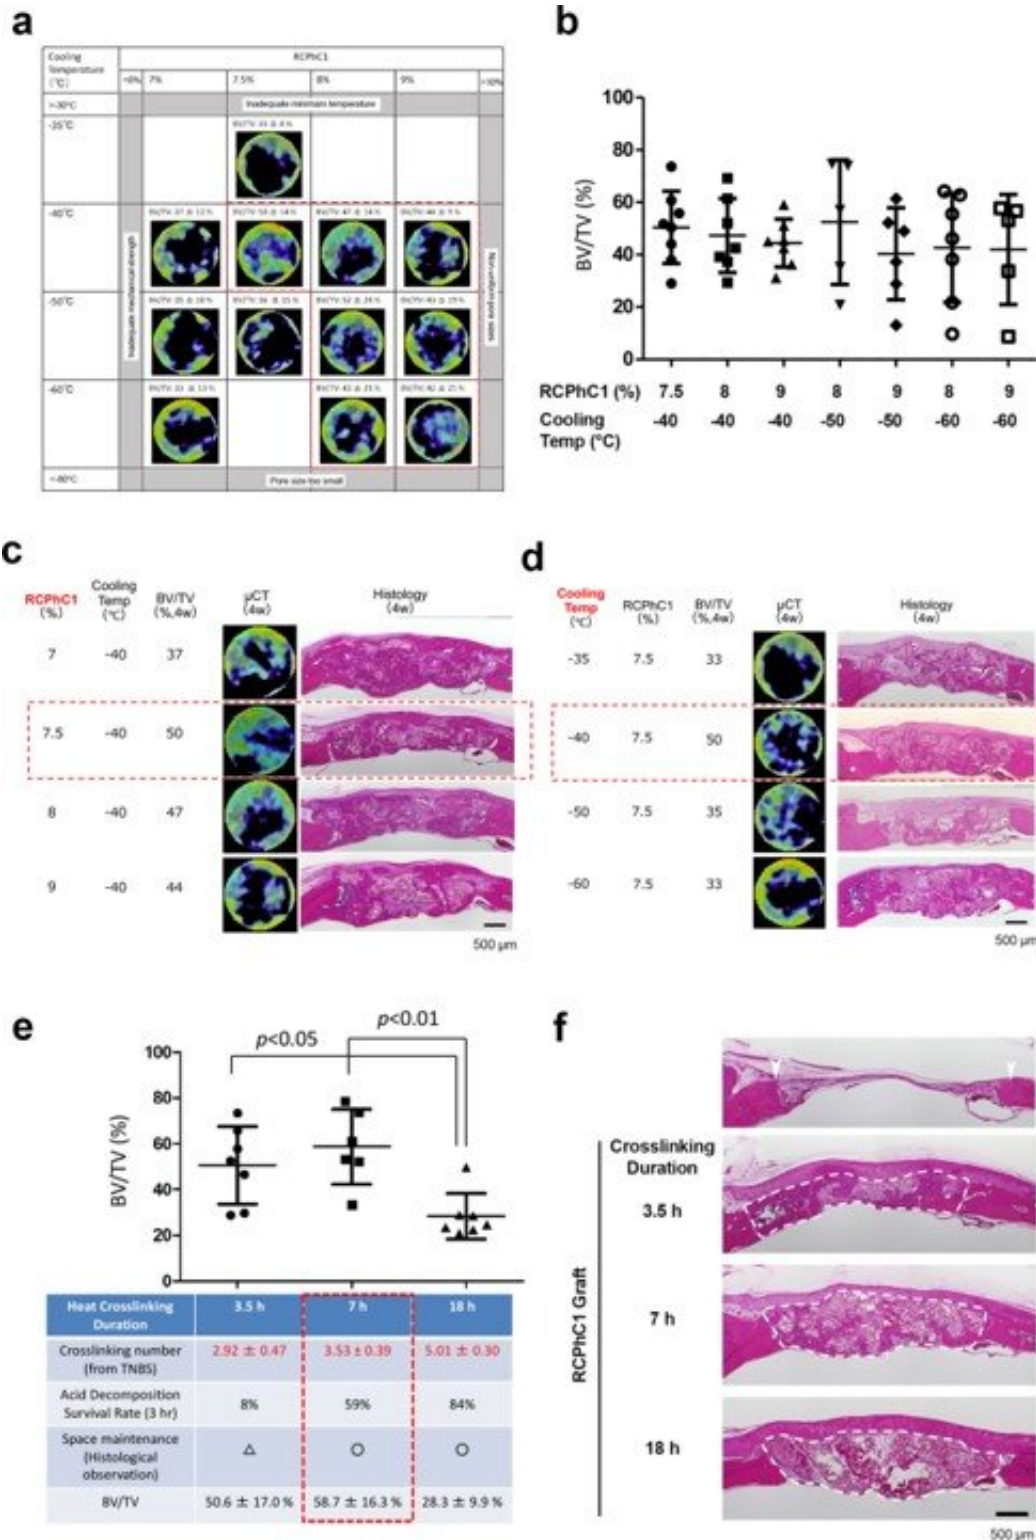 a
Cooling Temperature (℃)
RCPhC1
7%
7.5%
8%
9%
Inadequate minimum temperature
-35℃
-40℃
-50℃
-60℃
Inadequate mechanical strength
Non-uniform pore sizes
Pore size too small
b
BV/TV (%)
100
80
60
40
20
0
RCPhC1 (%) 7.5 8 9 8 9 8 9
Cooling Temp (°C) -40 -40 -40 -50 -50 -60 -60
c
RCPhC1 (%) Cooling Temp (℃) BV/TV (%,4w) µCT (4w) Histology (4w)
7 -40 37
7.5 -40 50
8 -40 47
9 -40 44
500 µm
d
Cooling Temp (℃) RCPhC1 (%) BV/TV (%,4w) µCT (4w) Histology (4w)
-35 7.5 33
-40 7.5 50
-50 7.5 35
-60 7.5 33
500 µm
e
p<0.05
p<0.01
BV/TV (%)
100
80
60
40
20
0
Heat Crosslinking Duration 3.5 h 7 h 18 h
Crosslinking number (from TNBS) 2.92 ± 0.47 3.53 ± 0.39 5.01 ± 0.30
Acid Decomposition Survival Rate (3 hr) 8% 59% 84%
Space maintenance (Histological observation) △ ○ ○
BV/TV 50.6 ± 17.0 % 58.7 ± 16.3 % 28.3 ± 9.9 %
f
RCPhC1 Graft
Crosslinking Duration
3.5 h
7 h
18 h
500 µm